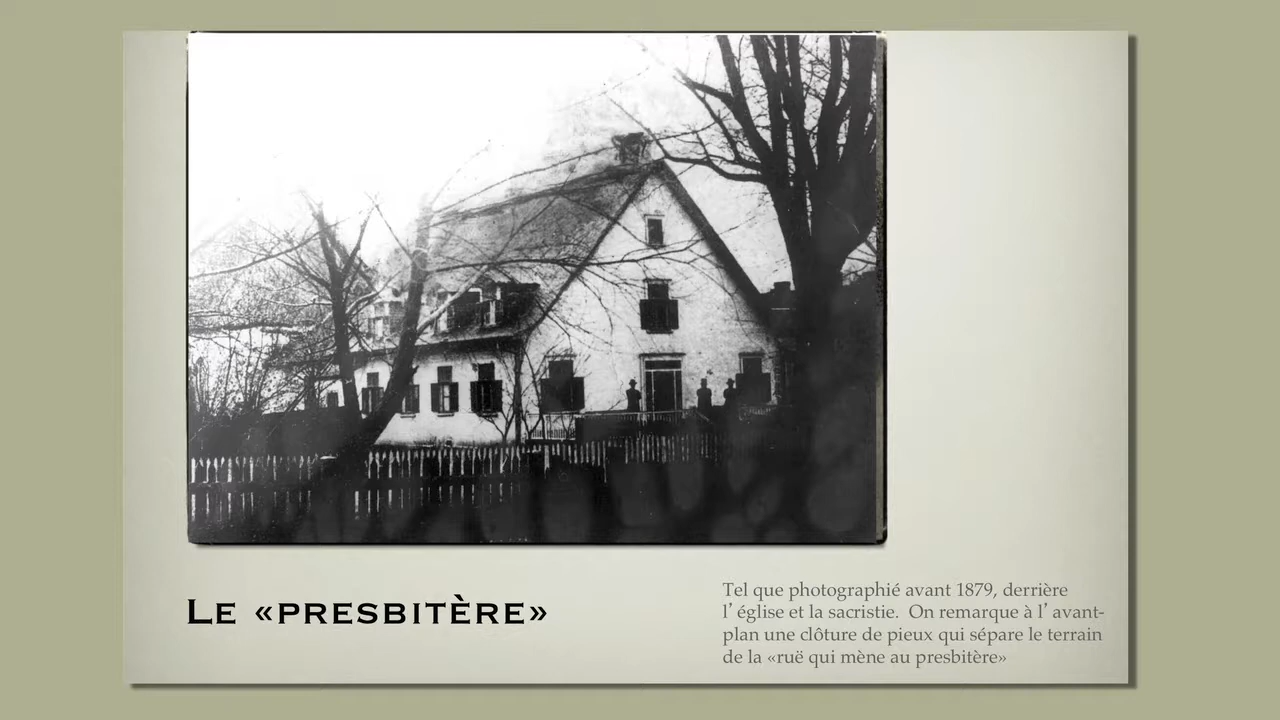 Le «presbitère»
Tel que photographié avant 1879, derrière
l’église et la sacristie.  On remarque à l’avant-
plan une clôture de pieux qui sépare le terrain
de la «ruë qui mène au presbitère»